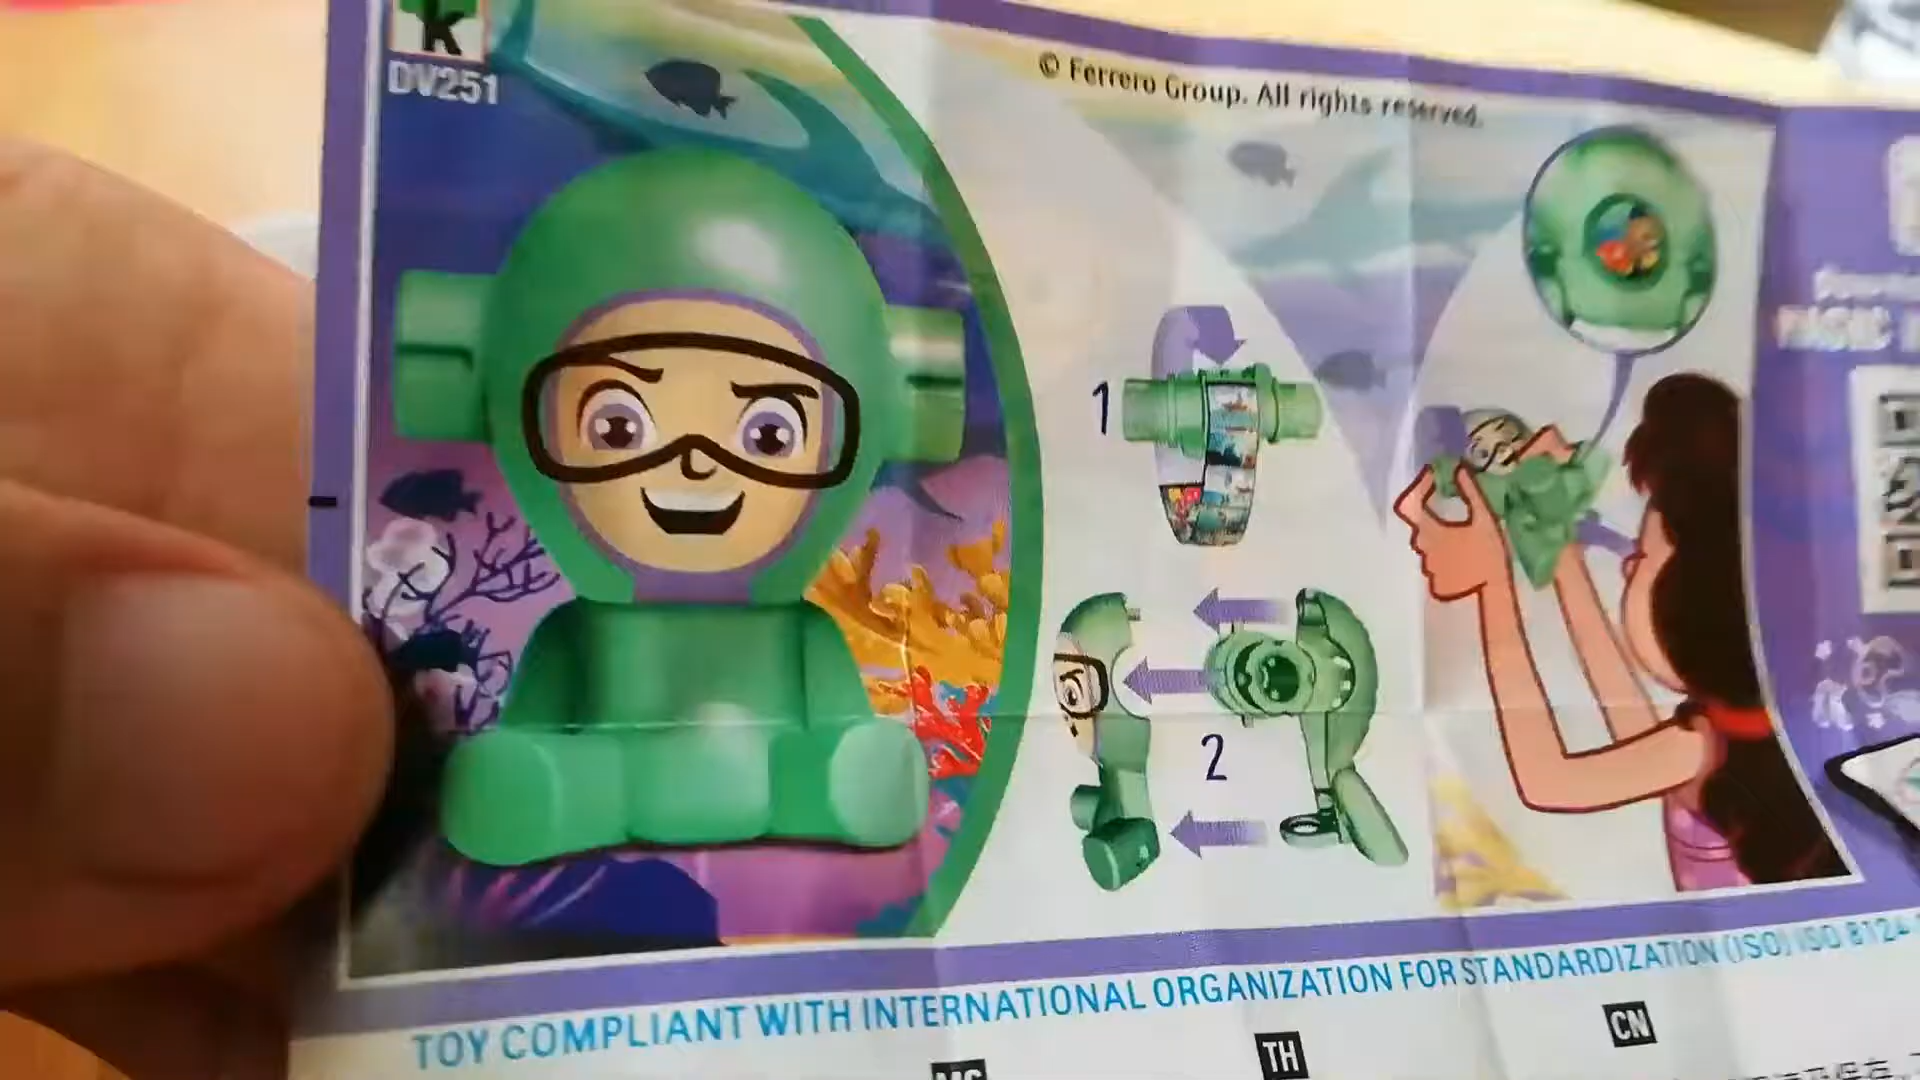 k
DV251
© Ferrero Group. All rights reserved.
1
2
TOY COMPLIANT WITH INTERNATIONAL ORGANIZATION FOR STANDARDIZATION (ISO) ISO 8124-
TH
CN